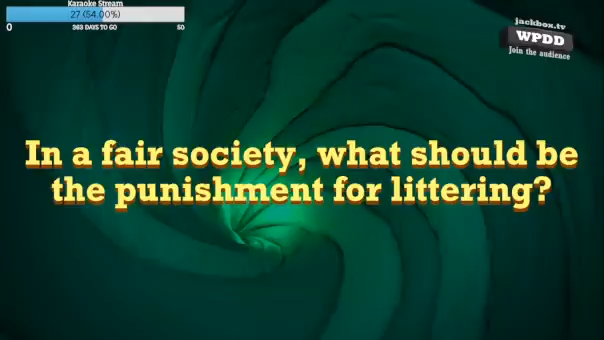 Karaoke Stream
27 (54.00%)
0 363 DAYS TO GO 50
jackbox.tv
WPDD
Join the audience
In a fair society, what should be
the punishment for littering?